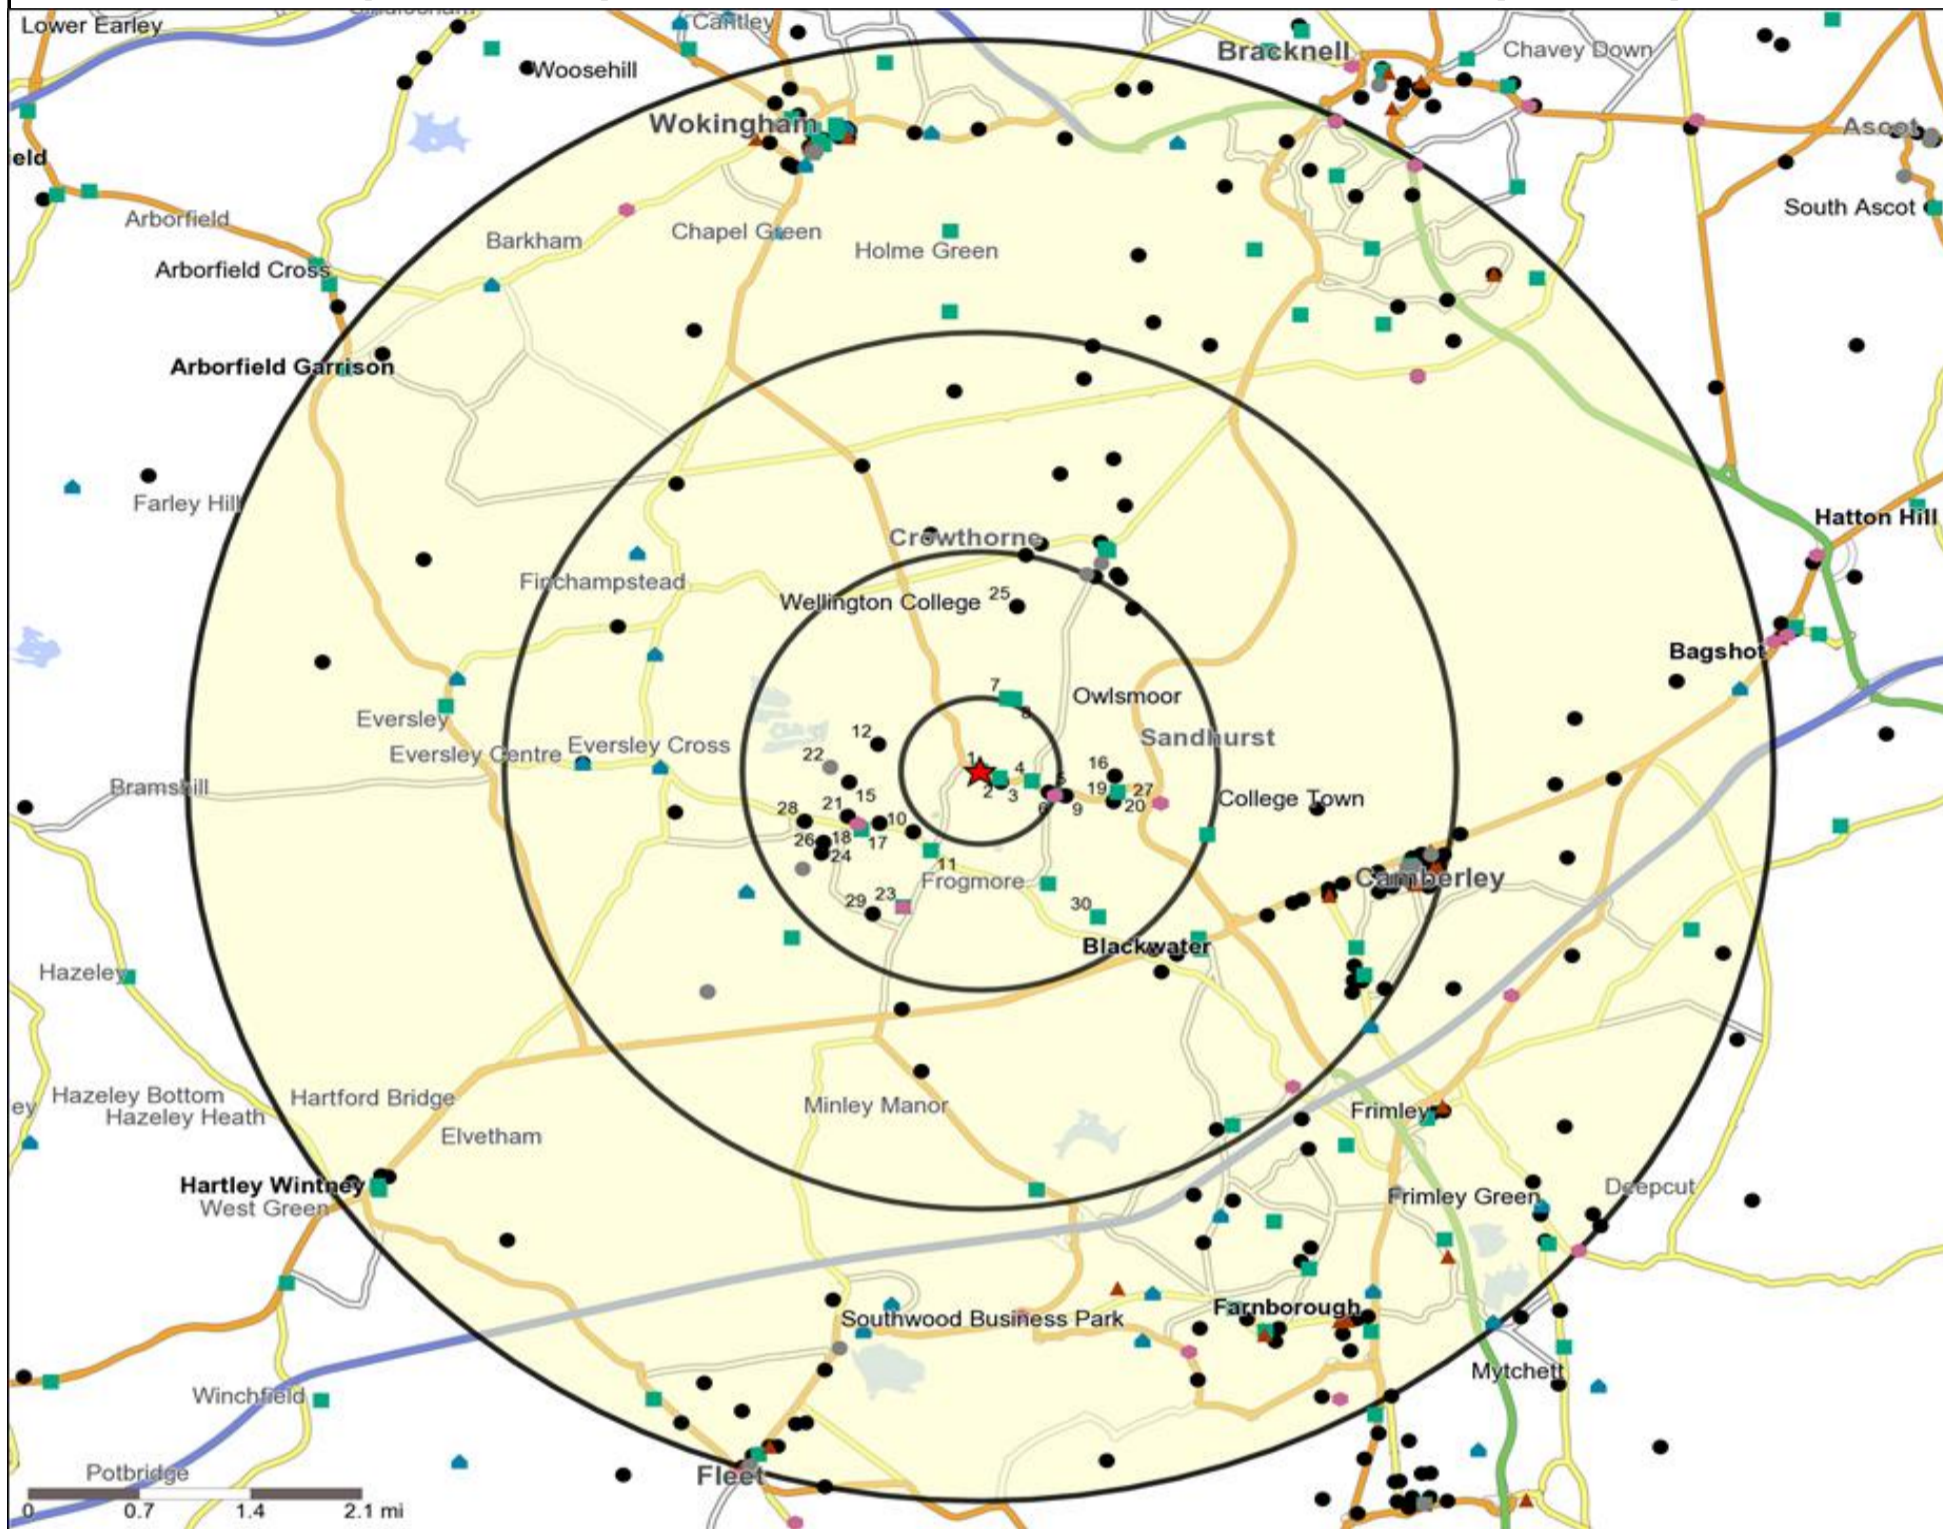 Lower Earley
Cantley
Bracknell
Chavey Down
Woosehill
Wokingham
Ascot
ield
South Ascot
Arborfield
Chapel Green
Barkham
Holme Green
Arborfield Cross
Arborfield Garrison
Farley Hill
Hatton Hill
Crowthorne
Finchampstead
Wellington College
25
Bagshot
7
Owlsmoor
8
Eversley
Sandhurst
12
Eversley Cross
Eversley Centre
22
1
4
16
Bramshill
15
2
3
5
19
27
College Town
28
21
10
6
9
20
26
18
17
24
11
Frogmore
Camberley
29
23
30
Blackwater
Hazeley
Hazeley Bottom
Hartford Bridge
ey
Minley Manor
Frimley
Hazeley Heath
Elvetham
Hartley Wintney
West Green
Frimley Green
Deepcut
Southwood Business Park
Farnborough
Mytchett
Winchfield
Potbridge
Fleet
0 0.7 1.4 2.1 mi